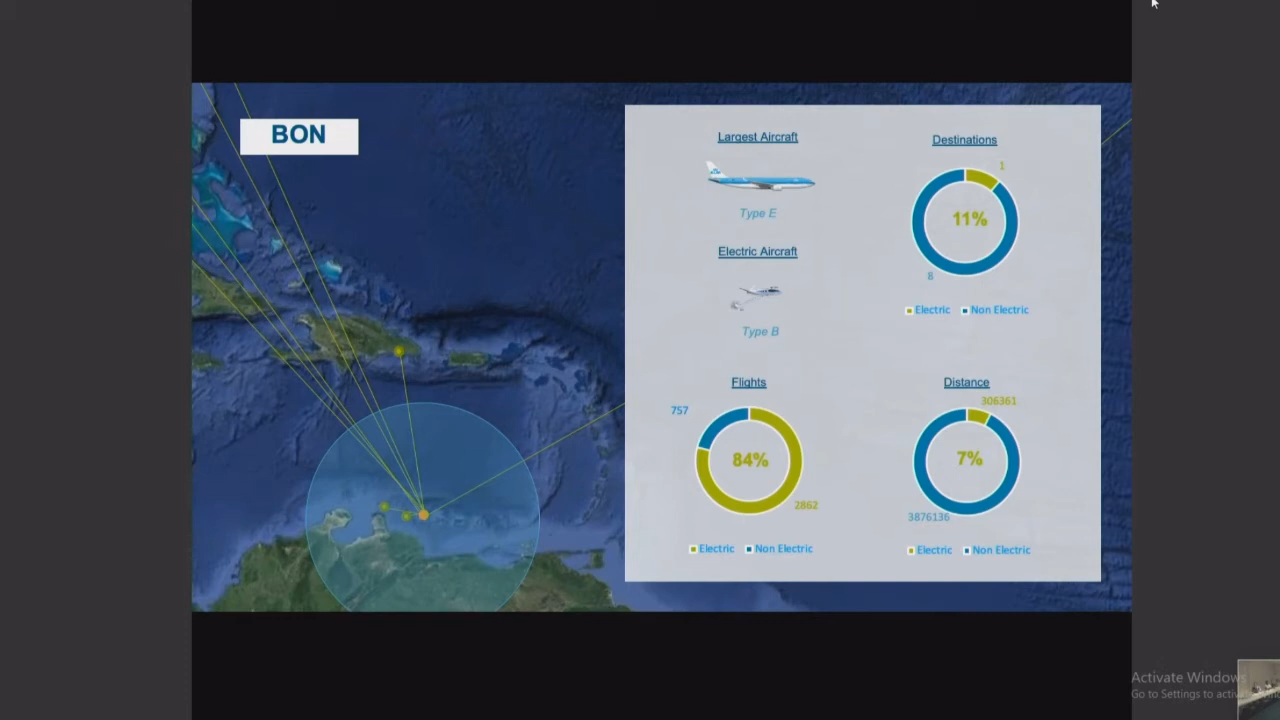 BON
Largest Aircraft
Type E
Electric Aircraft
Type B
Destinations
1
11%
8
Electric
Non Electric
Flights
757
84%
2862
Electric
Non Electric
Distance
306361
7%
3876136
Electric
Non Electric
Activate Windows
Go to Settings to